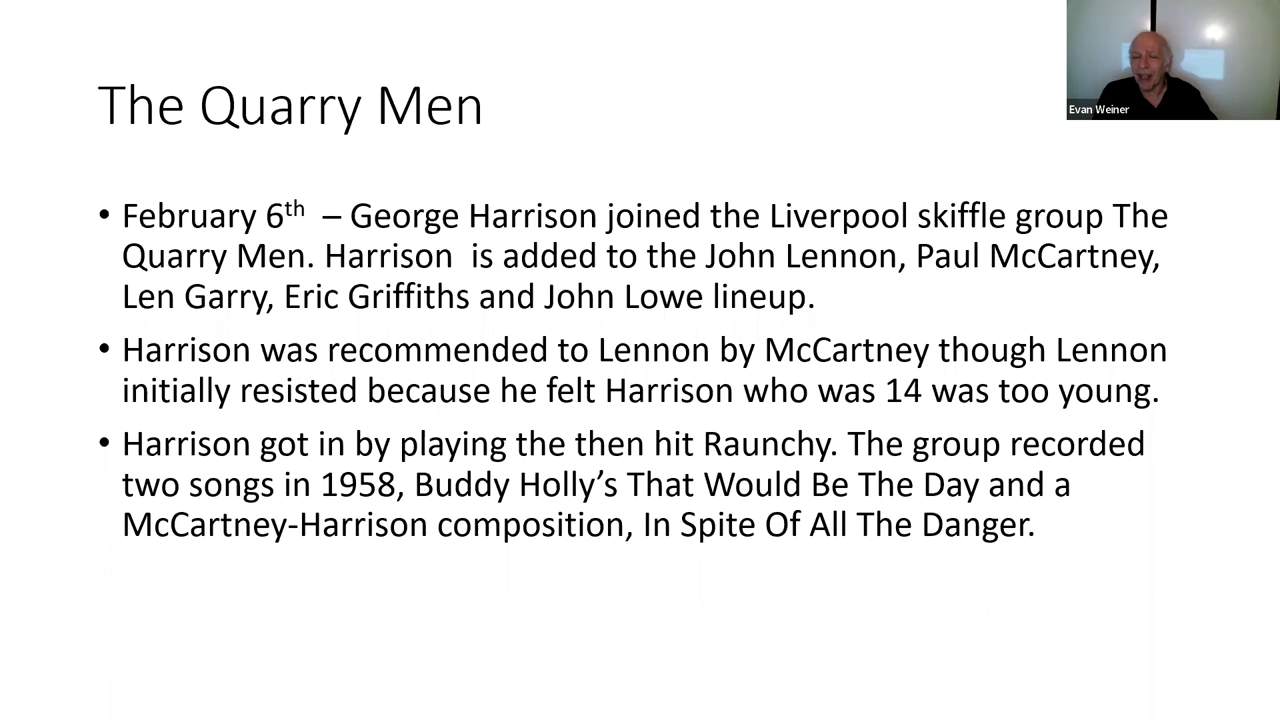 The Quarry Men
Evan Weiner
• February 6th – George Harrison joined the Liverpool skiffle group The
Quarry Men. Harrison is added to the John Lennon, Paul McCartney,
Len Garry, Eric Griffiths and John Lowe lineup.
• Harrison was recommended to Lennon by McCartney though Lennon
initially resisted because he felt Harrison who was 14 was too young.
• Harrison got in by playing the then hit Raunchy. The group recorded
two songs in 1958, Buddy Holly’s That Would Be The Day and a
McCartney-Harrison composition, In Spite Of All The Danger.